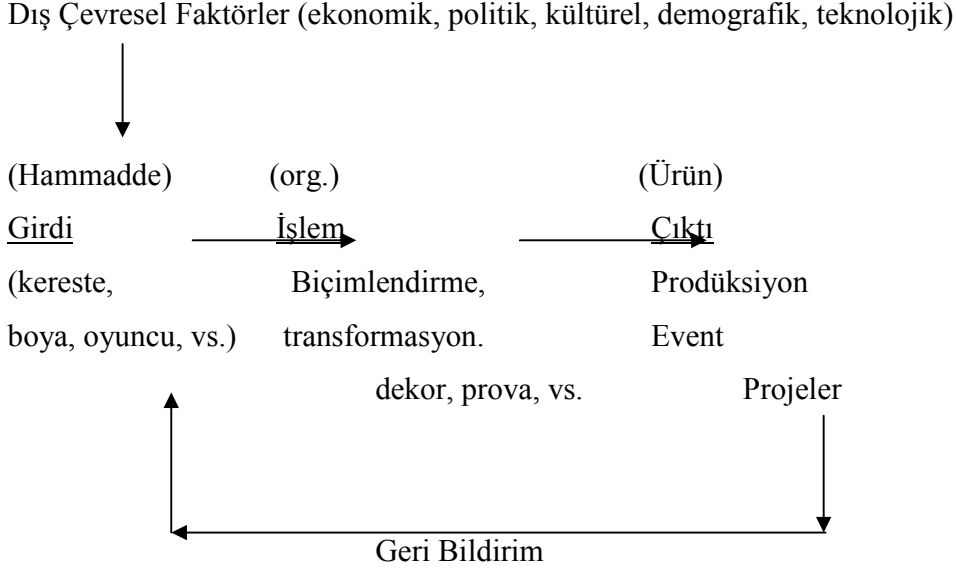 Dış Çevresel Faktörler (ekonomik, politik, kültürel, demografik, teknolojik)
(Hammadde) (org.) (Ürün)
Girdi İşlem Çıktı
(kereste, Biçimlendirme, Prodüksiyon
boya, oyuncu, vs.) transformasyon. Event
dekor, prova, vs. Projeler
Geri Bildirim